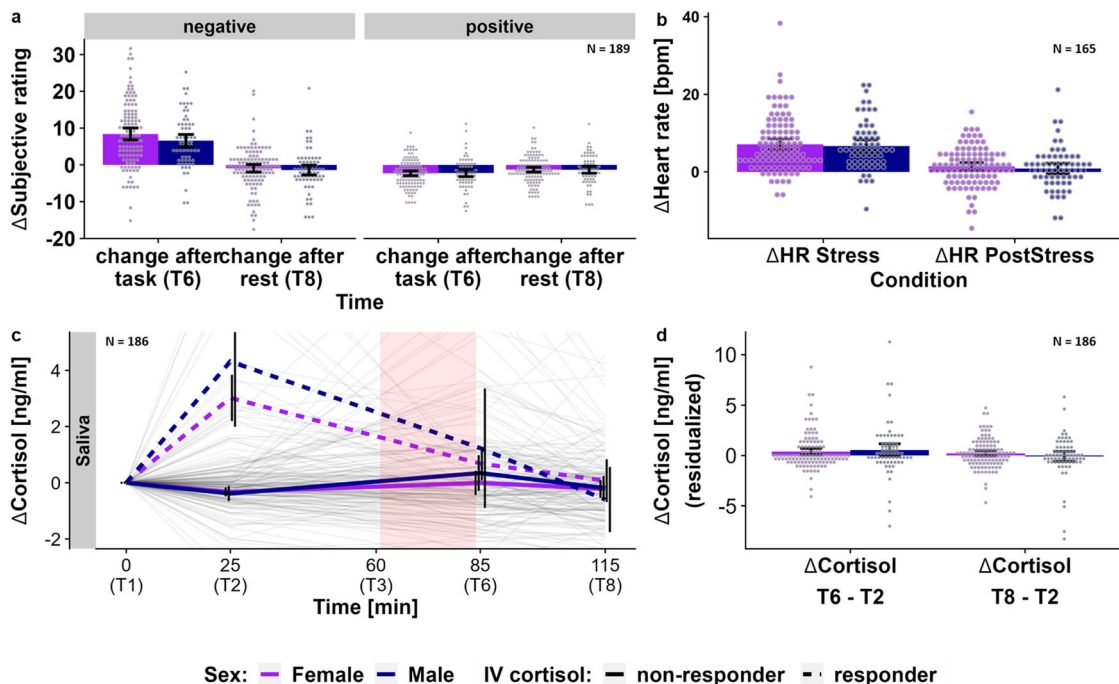 a
negative
positive
N = 189
ΔSubjective rating
30
20
10
0
-10
-20
change after
task (T6)
change after
rest (T8)
change after
task (T6)
change after
rest (T8)
Time
b
N = 165
ΔHeart rate [bpm]
40
20
0
ΔHR Stress
ΔHR PostStress
Condition
c
N = 186
Saliva
ΔCortisol [ng/ml]
4
2
0
-2
0
(T1)
25
(T2)
60
(T3)
85
(T6)
115
(T8)
Time [min]
d
N = 186
ΔCortisol [ng/ml]
(residualized)
10
5
0
-5
ΔCortisol
T6 - T2
ΔCortisol
T8 - T2
Sex: Female Male IV cortisol: non-responder responder